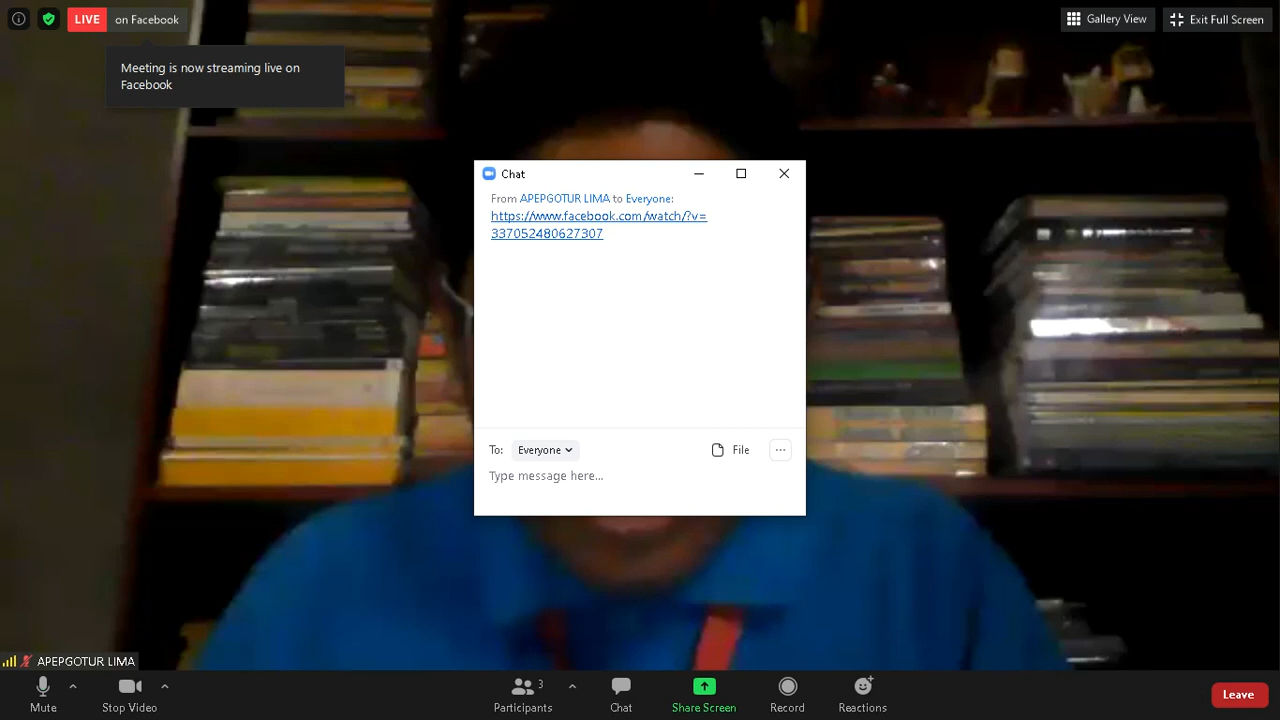 LIVE on Facebook
Gallery View
Exit Full Screen
Meeting is now streaming live on
Facebook
Chat
From APEPGOTUR LIMA to Everyone:
https://www.facebook.com/watch/?v=
337052480627307
To: Everyone
File
Type message here...
APEPGOTUR LIMA
3
Mute
Stop Video
Participants
Chat
Share Screen
Record
Reactions
Leave